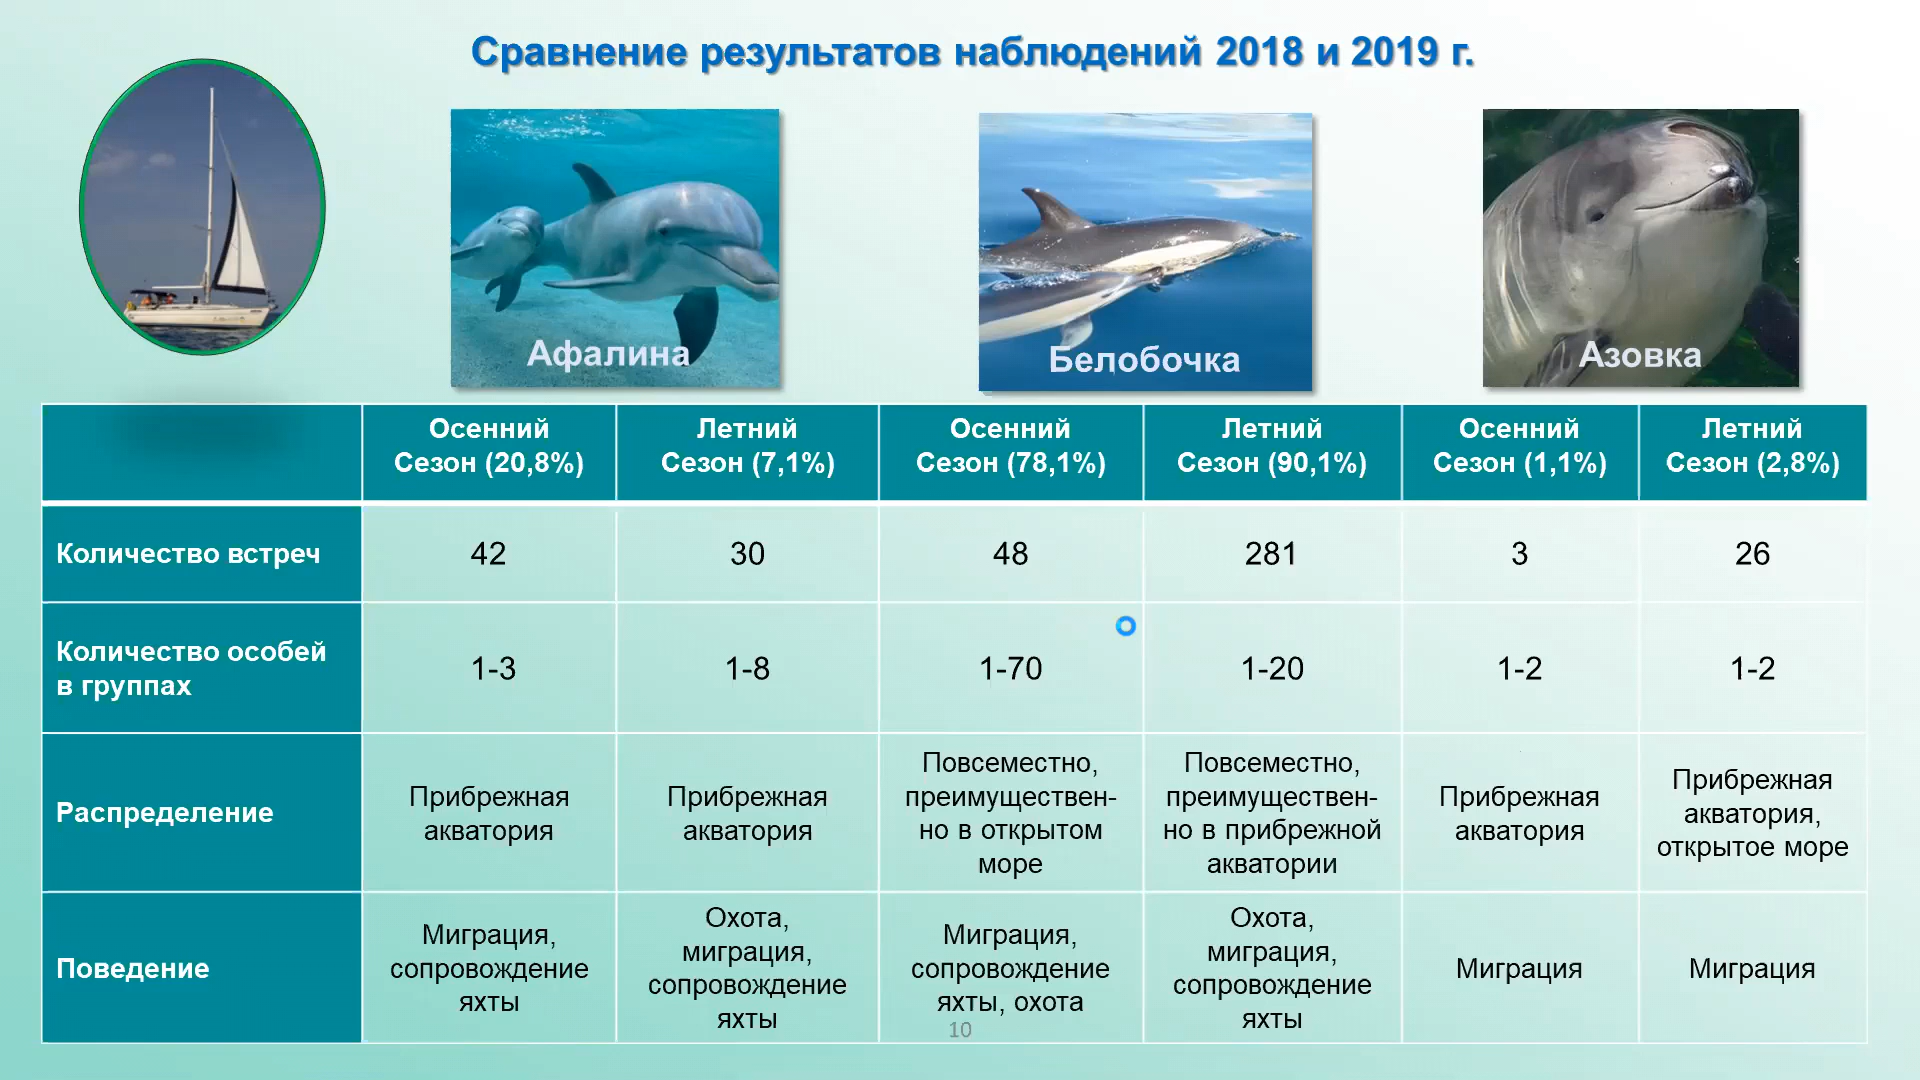 Сравнение результатов наблюдений 2018 и 2019 г.
Афалина
Белобочка
Азовка
Осенний
Сезон (20,8%)
Летний
Сезон (7,1%)
Осенний
Сезон (78,1%)
Летний
Сезон (90,1%)
Осенний
Сезон (1,1%)
Летний
Сезон (2,8%)
Количество встреч
42
30
48
281
3
26
Количество особей
в группах
1-3
1-8
1-70
1-20
1-2
1-2
Распределение
Прибрежная
акватория
Прибрежная
акватория
Повсеместно,
преимуществен-
но в открытом
море
Повсеместно,
преимуществен-
но в прибрежной
акватории
Прибрежная
акватория
Прибрежная
акватория,
открытое море
Поведение
Миграция,
сопровождение
яхты
Охота,
миграция,
сопровождение
яхты
Миграция,
сопровождение
яхты, охота
Охота,
миграция,
сопровождение
яхты
Миграция
Миграция
10